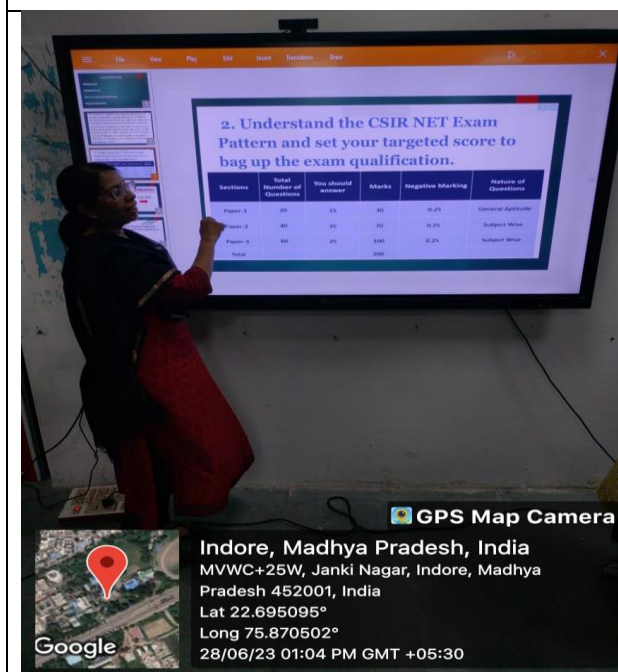 File View Play Edit Insert Transitions Draw
2. Understand the CSIR NET Exam
Pattern and set your targeted score to
bag up the exam qualification.
Sections Total Number of Questions You should answer Marks Negative Marking Nature of Questions
Paper-1 20 15 30 0.25 General Aptitude
Paper-2 40 35 70 0.25 Subject Wise
Paper-3 60 25 100 0.25 Subject Wise
Total 200
GPS Map Camera
Indore, Madhya Pradesh, India
MVWC+25W, Janki Nagar, Indore, Madhya
Pradesh 452001, India
Lat 22.695095°
Long 75.870502°
28/06/23 01:04 PM GMT +05:30
Google